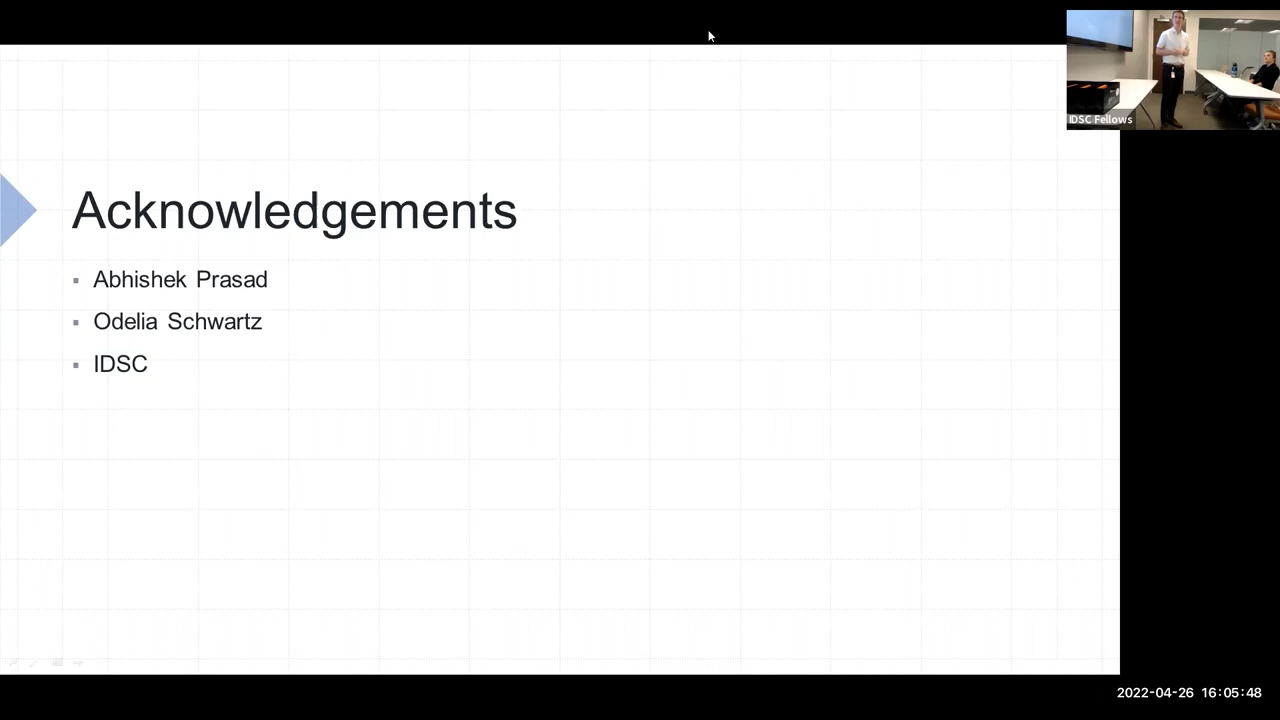 IDSC Fellows
Acknowledgements
▪ Abhishek Prasad
▪ Odelia Schwartz
▪ IDSC
2022-04-26 16:05:48